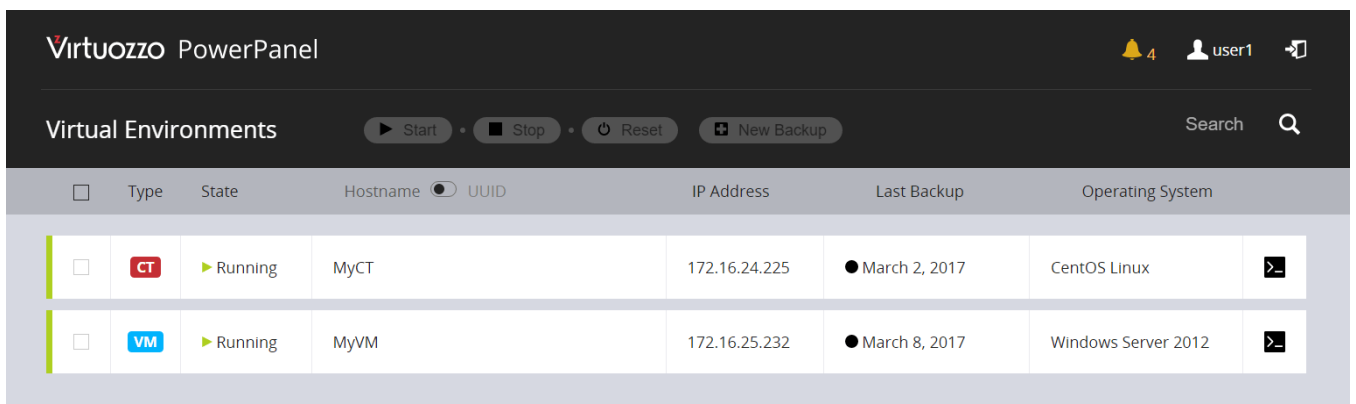 Virtuozzo PowerPanel 4 user1
Virtual Environments Start Stop Reset New Backup Search
Type State Hostname UUID IP Address Last Backup Operating System
CT Running MyCT 172.16.24.225 March 2, 2017 CentOS Linux >_
VM Running MyVM 172.16.25.232 March 8, 2017 Windows Server 2012 >_